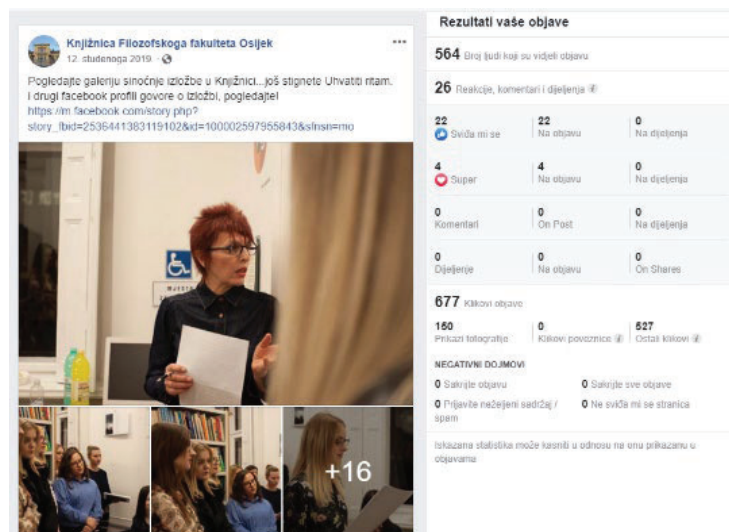 Knjižnica Filozofskoga fakulteta Osijek
12. studenoga 2019 ·
Pogledajte galeriju sinoćnje izložbe u Knjižnici...još stignete Uhvatiti ritam.
I drugi facebook profili govore o izložbi, pogledajte!
https://m.facebook.com/story.php?
story_fbid=2536441383119102&id=100002597955843&sfnsn=mo
+16
Rezultati vaše objave
564 Broj ljudi koji su vidjeli objavu
26 Reakcije, komentari i dijeljenja
22 22 0
Sviđa mi se Na objavu Na dijeljenja
4 4 0
Super Na objavu Na dijeljenja
0 0 0
Komentari On Post Na dijeljenja
0 0 0
Dijeljenje Na objavu On Shares
677 Klikovi objave
150 0 527
Prikazi fotografije Klikovi poveznice Ostali klikovi
NEGATIVNI DOJMOVI
0 Sakrijte objavu 0 Sakrijte sve objave
0 Prijavite neželjeni sadržaj / 0 Ne sviđa mi se stranica
spam
Iskazana statistika može kasniti u odnosu na onu prikazanu u
objavama